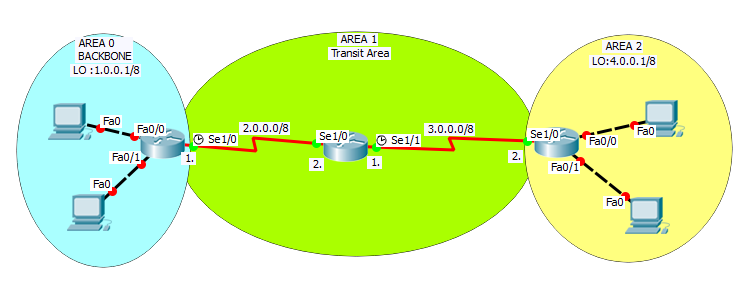 AREA 0
BACKBONE
LO :1.0.0.1/8
Fa0
Fa0/0
Fa0/1
Fa0
Se1/0
1.
AREA 1
Transit Area
2.0.0.0/8
Se1/0
2.
Se1/1
1.
3.0.0.0/8
AREA 2
LO:4.0.0.1/8
Se1/0
2.
Fa0/0
Fa0
Fa0/1
Fa0